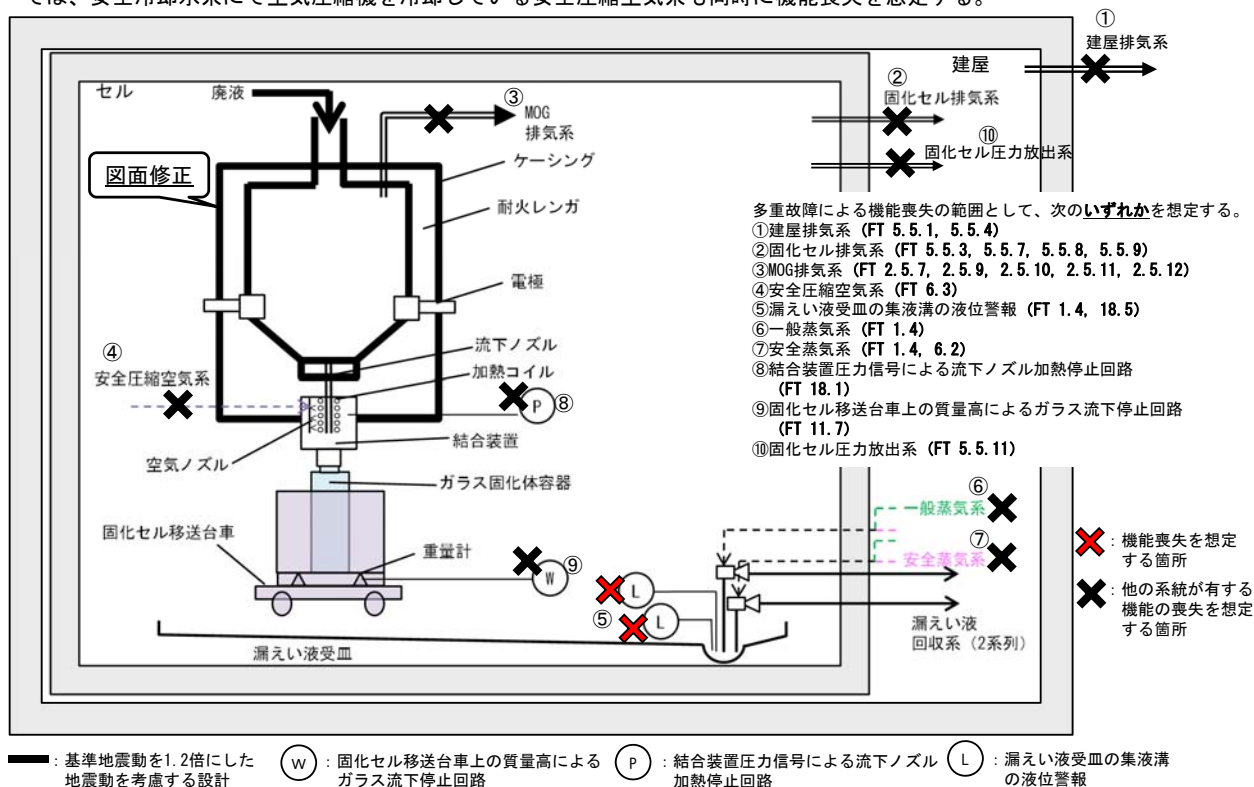 では、安全冷却水系にて空気圧縮機を冷却している安全圧縮空気系も同時に機能喪失を想定する。
①
建屋排気系
建屋
②
固化セル排気系
⑩
固化セル圧力放出系
セル
廃液
③
MOG
排気系
ケーシング
図面修正
耐火レンガ
電極
流下ノズル
加熱コイル
④
安全圧縮空気系
P
⑧
結合装置
空気ノズル
ガラス固化体容器
固化セル移送台車
重量計
W
⑨
L
⑤
L
漏えい液受皿
多重故障による機能喪失の範囲として、次のいずれかを想定する。
①建屋排気系 (FT 5.5.1, 5.5.4)
②固化セル排気系 (FT 5.5.3, 5.5.7, 5.5.8, 5.5.9)
③MOG排気系 (FT 2.5.7, 2.5.9, 2.5.10, 2.5.11, 2.5.12)
④安全圧縮空気系 (FT 6.3)
⑤漏えい液受皿の集液溝の液位警報 (FT 1.4, 18.5)
⑥一般蒸気系 (FT 1.4)
⑦安全蒸気系 (FT 1.4, 6.2)
⑧結合装置圧力信号による流下ノズル加熱停止回路
(FT 18.1)
⑨固化セル移送台車上の質量高によるガラス流下停止回路
(FT 11.7)
⑩固化セル圧力放出系 (FT 5.5.11)
⑥
一般蒸気系
⑦
安全蒸気系
漏えい液
回収系 (2系列)
:機能喪失を想定
する箇所
:他の系統が有する
機能の喪失を想定
する箇所
:基準地震動を1.2倍にした
地震動を考慮する設計
W
:固化セル移送台車上の質量高による
ガラス流下停止回路
P
:結合装置圧力信号による流下ノズル
加熱停止回路
L
:漏えい液受皿の集液溝
の液位警報